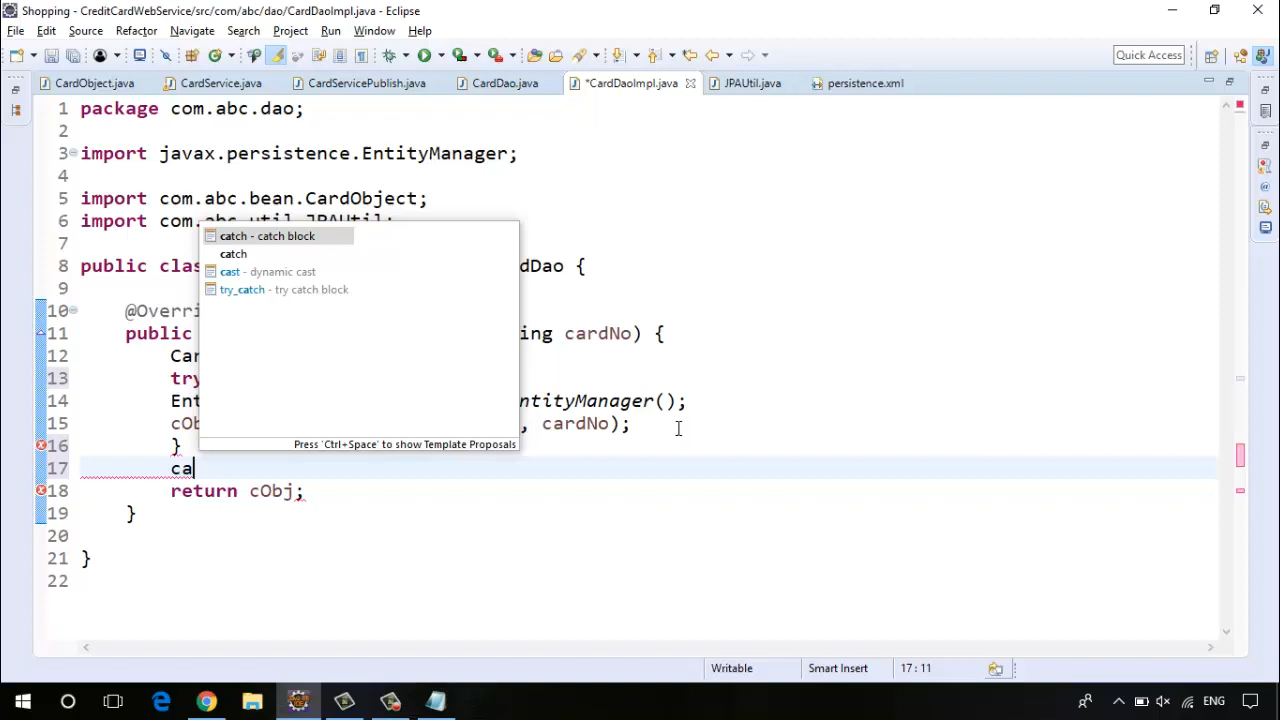 Shopping - CreditCardWebService/src/com/abc/dao/CardDaoImpl.java - Eclipse
File Edit Source Refactor Navigate Search Project Run Window Help
Quick Access
CardObject.java CardService.java CardServicePublish.java CardDao.java *CardDaoImpl.java JPAUtil.java persistence.xml
1 package com.abc.dao;
2
3 import javax.persistence.EntityManager;
4
5 import com.abc.bean.CardObject;
6 import com.abc.util.JPAUtil;
7
8 public clas dDao {
9
10 @Overri
11 public ing cardNo) {
12 Car
13 try
14 Ent ntityManager();
15 cOb , cardNo);
16 }
17 ca
18 return cObj;
19 }
20
21 }
22
catch - catch block
catch
cast - dynamic cast
try_catch - try catch block
Press 'Ctrl+Space' to show Template Proposals
Writable Smart Insert 17 : 11
ENG